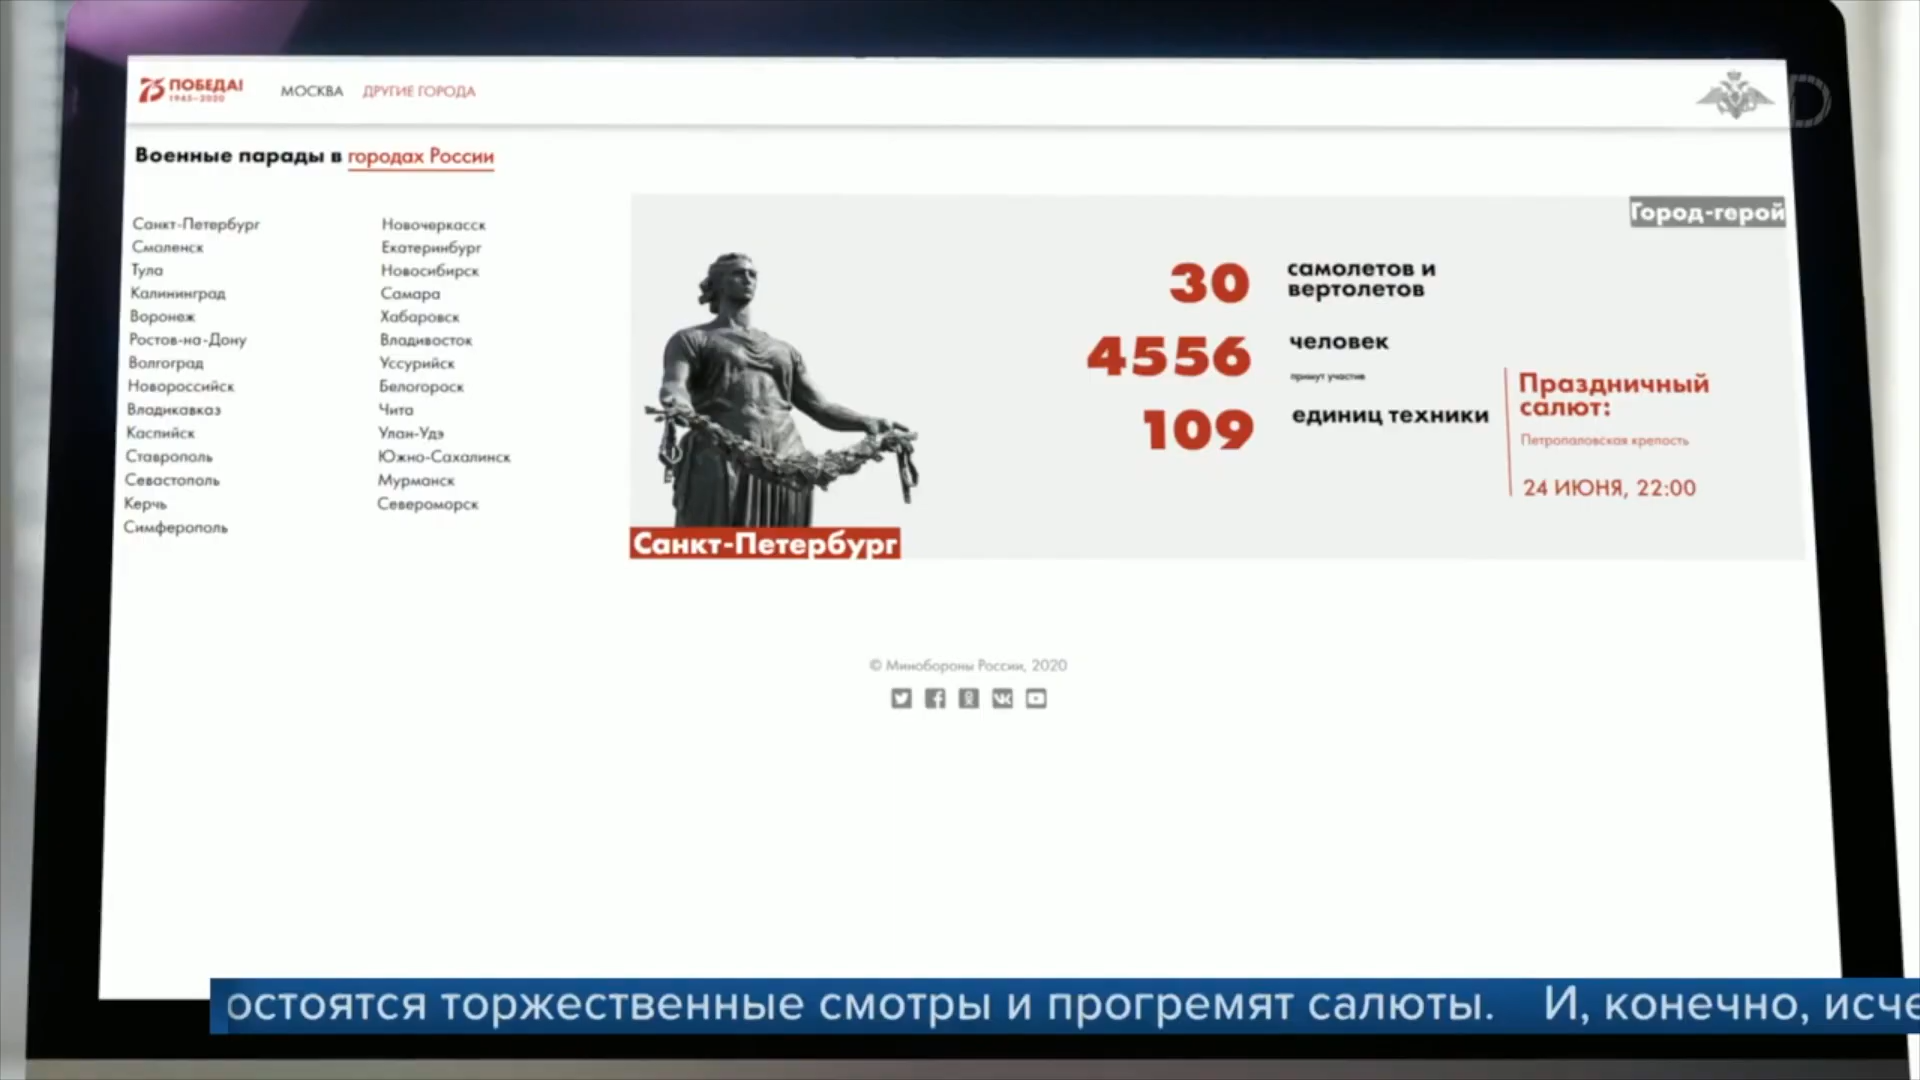 75 ПОБЕДА!
1945–2020
МОСКВА ДРУГИЕ ГОРОДА
Военные парады в городах России
Санкт-Петербург
Смоленск
Тула
Калининград
Воронеж
Ростов-на-Дону
Волгоград
Новороссийск
Владикавказ
Каспийск
Ставрополь
Севастополь
Керчь
Симферополь
Новочеркасск
Екатеринбург
Новосибирск
Самара
Хабаровск
Владивосток
Уссурийск
Белогорск
Чита
Улан-Удэ
Южно-Сахалинск
Мурманск
Североморск
Город-герой
30 самолетов и
вертолетов
4556 человек
примут участие
109 единиц техники
Праздничный
салют:
Петропаловская крепость
24 ИЮНЯ, 22:00
Санкт-Петербург
© Минобороны России, 2020
остоятся торжественные смотры и прогремят салюты. И, конечно, исче